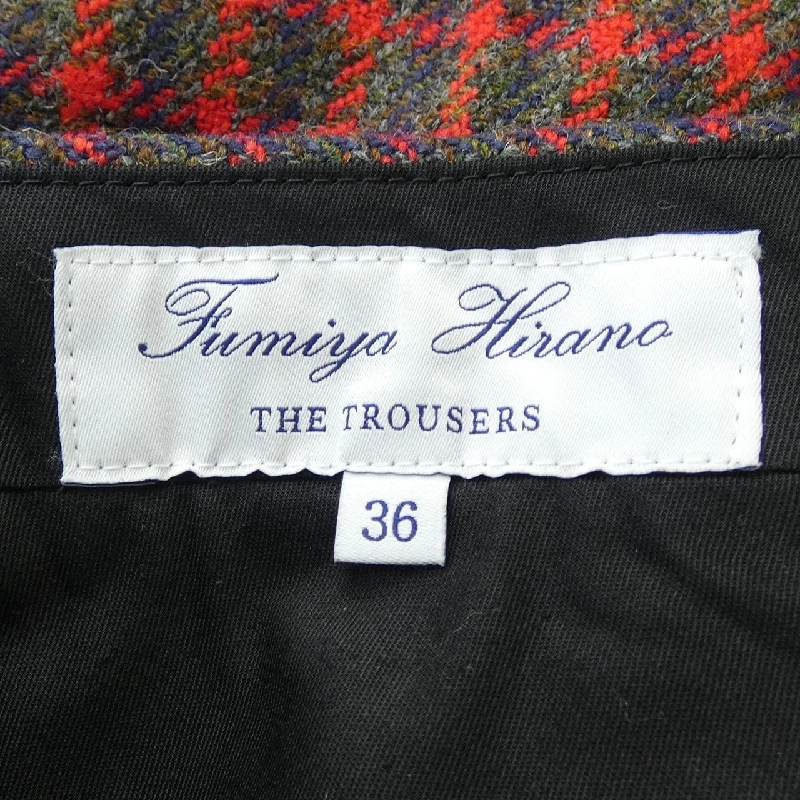 Fumiya Hirano
THE TROUSERS
36